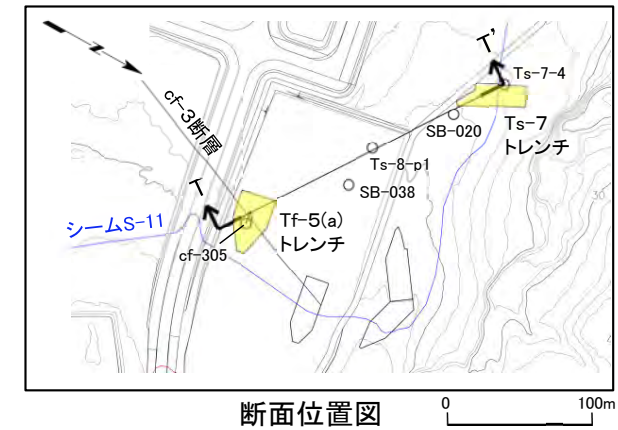 N
cf-3断層
T'
Ts-7-4
SB-020
Ts-7
トレンチ
Ts-8-p1
SB-038
T
シームS-11
Tf-5(a)
トレンチ
cf-305
30
断面位置図
0 100m